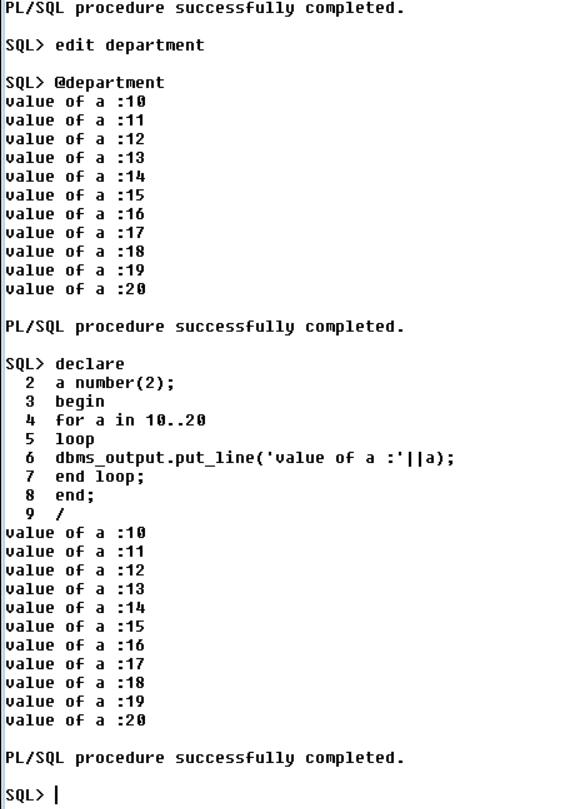 PL/SQL procedure successfully completed.
SQL> edit department
SQL> @department
value of a :10
value of a :11
value of a :12
value of a :13
value of a :14
value of a :15
value of a :16
value of a :17
value of a :18
value of a :19
value of a :20
PL/SQL procedure successfully completed.
SQL> declare
2 a number(2);
3 begin
4 for a in 10..20
5 loop
6 dbms_output.put_line('value of a :'||a);
7 end loop;
8 end;
9 /
value of a :10
value of a :11
value of a :12
value of a :13
value of a :14
value of a :15
value of a :16
value of a :17
value of a :18
value of a :19
value of a :20
PL/SQL procedure successfully completed.
SQL>